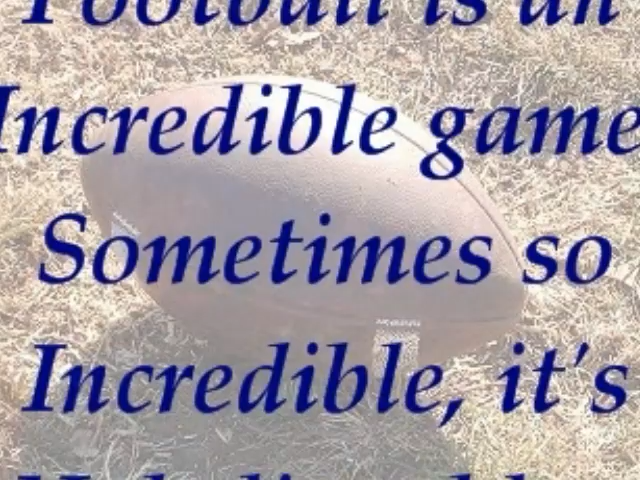 Football is an
Incredible game
Sometimes so
Incredible, it's